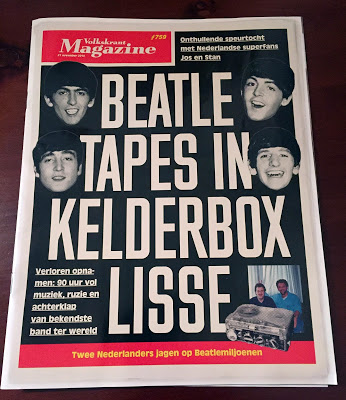 Volkskrant
Magazine
#759
Onthullende speurtocht
met Nederlandse superfans
Jos en Stan
BEATLE
TAPES IN
KELDERBOX
LISSE
Verloren opna-
men: 90 uur vol
muziek, ruzie en
achterklap
van bekendste
band ter wereld
Twee Nederlanders jagen op Beatlemiljoenen